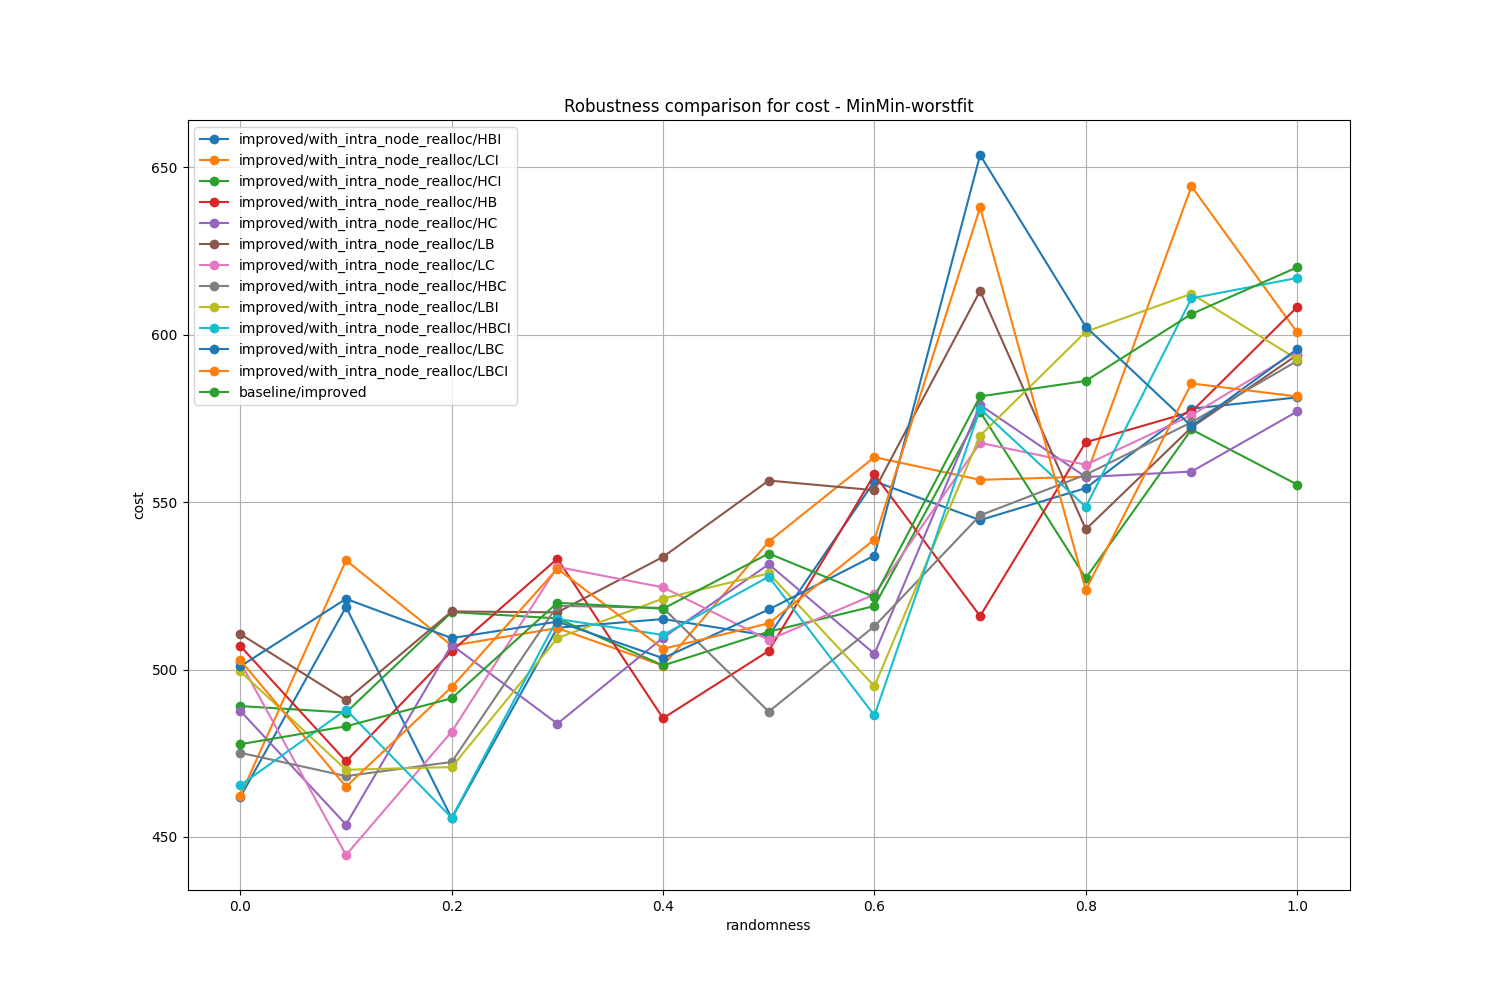 Robustness comparison for cost - MinMin-worstfit
improved/with_intra_node_realloc/HBI
improved/with_intra_node_realloc/LCI
improved/with_intra_node_realloc/HCI
improved/with_intra_node_realloc/HB
improved/with_intra_node_realloc/HC
improved/with_intra_node_realloc/LB
improved/with_intra_node_realloc/LC
improved/with_intra_node_realloc/HBC
improved/with_intra_node_realloc/LBI
improved/with_intra_node_realloc/HBCI
improved/with_intra_node_realloc/LBC
improved/with_intra_node_realloc/LBCI
baseline/improved
650
600
550
500
450
cost
0.0 0.2 0.4 0.6 0.8 1.0
randomness